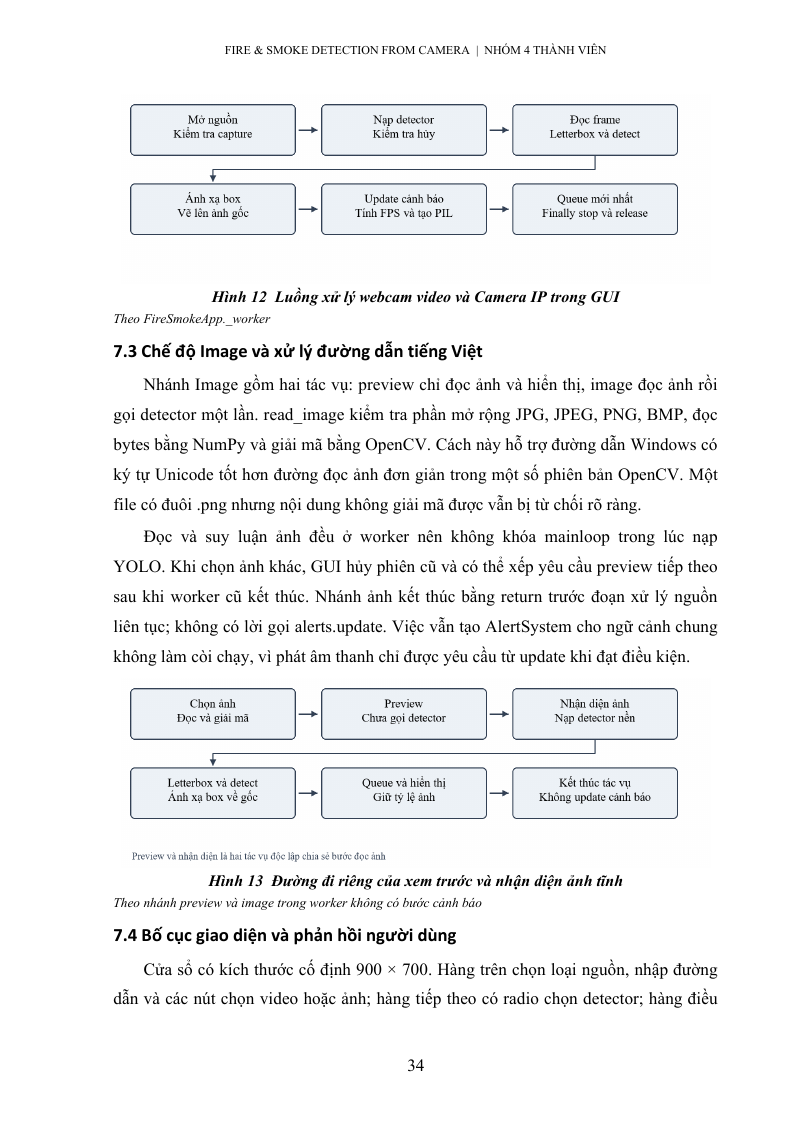 FIRE & SMOKE DETECTION FROM CAMERA | NHÓM 4 THÀNH VIÊN
Mở nguồn
Kiểm tra capture
Nạp detector
Kiểm tra hủy
Đọc frame
Letterbox và detect
Ánh xạ box
Vẽ lên ảnh gốc
Update cảnh báo
Tính FPS và tạo PIL
Queue mới nhất
Finally stop và release
Hình 12 Luồng xử lý webcam video và Camera IP trong GUI
Theo FireSmokeApp._worker
7.3 Chế độ Image và xử lý đường dẫn tiếng Việt
Nhánh Image gồm hai tác vụ: preview chỉ đọc ảnh và hiển thị, image đọc ảnh rồi
gọi detector một lần. read_image kiểm tra phần mở rộng JPG, JPEG, PNG, BMP, đọc
bytes bằng NumPy và giải mã bằng OpenCV. Cách này hỗ trợ đường dẫn Windows có
ký tự Unicode tốt hơn đường đọc ảnh đơn giản trong một số phiên bản OpenCV. Một
file có đuôi .png nhưng nội dung không giải mã được vẫn bị từ chối rõ ràng.
Đọc và suy luận ảnh đều ở worker nên không khóa mainloop trong lúc nạp
YOLO. Khi chọn ảnh khác, GUI hủy phiên cũ và có thể xếp yêu cầu preview tiếp theo
sau khi worker cũ kết thúc. Nhánh ảnh kết thúc bằng return trước đoạn xử lý nguồn
liên tục; không có lời gọi alerts.update. Việc vẫn tạo AlertSystem cho ngữ cảnh chung
không làm còi chạy, vì phát âm thanh chỉ được yêu cầu từ update khi đạt điều kiện.
Chọn ảnh
Đọc và giải mã
Preview
Chưa gọi detector
Nhận diện ảnh
Nạp detector nền
Letterbox và detect
Ánh xạ box về gốc
Queue và hiển thị
Giữ tỷ lệ ảnh
Kết thúc tác vụ
Không update cảnh báo
Preview và nhận diện là hai tác vụ độc lập chia sẻ bước đọc ảnh
Hình 13 Đường đi riêng của xem trước và nhận diện ảnh tĩnh
Theo nhánh preview và image trong worker không có bước cảnh báo
7.4 Bố cục giao diện và phản hồi người dùng
Cửa sổ có kích thước cố định 900 × 700. Hàng trên chọn loại nguồn, nhập đường
dẫn và các nút chọn video hoặc ảnh; hàng tiếp theo có radio chọn detector; hàng điều
34